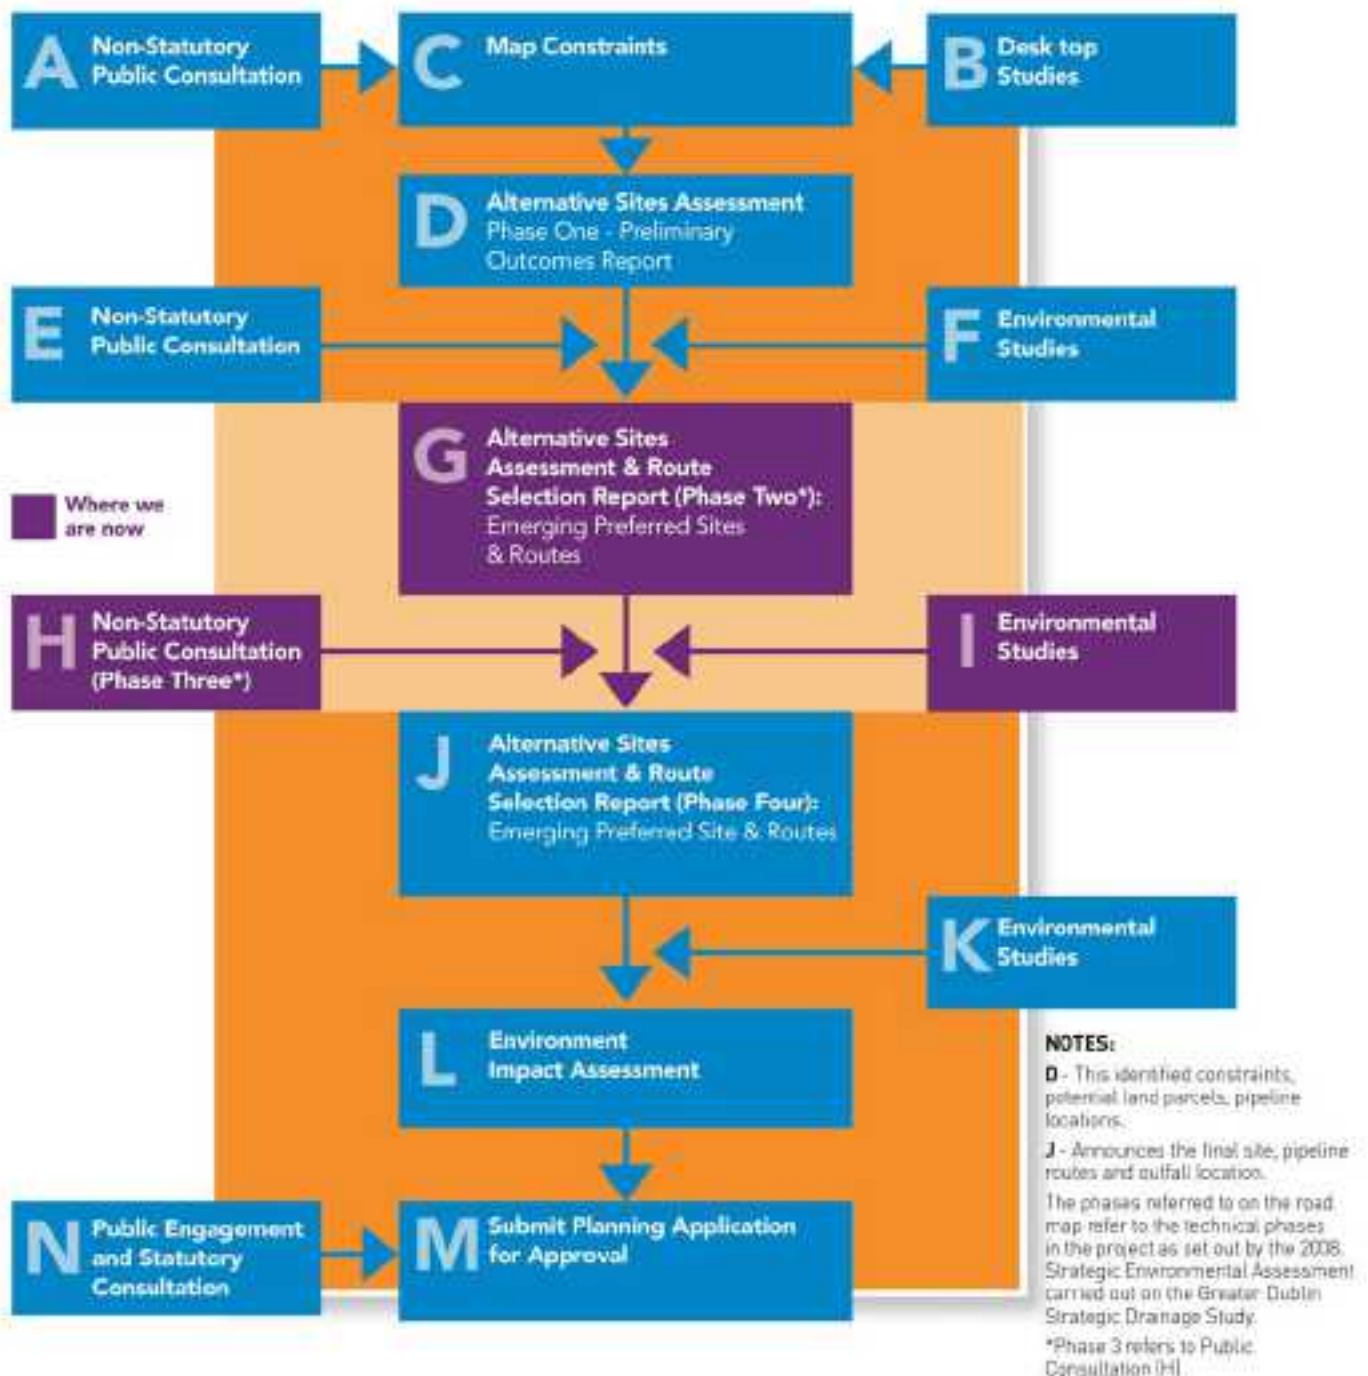 A
Non-Statutory
Public Consultation
C
Map Constraints
B
Desk top
Studies
D
Alternative Sites Assessment
Phase One - Preliminary
Outcomes Report
E
Non-Statutory
Public Consultation
F
Environmental
Studies
G
Alternative Sites
Assessment & Route
Selection Report (Phase Two*):
Emerging Preferred Sites
& Routes
Where we
are now
H
Non-Statutory
Public Consultation
(Phase Three*)
I
Environmental
Studies
J
Alternative Sites
Assessment & Route
Selection Report (Phase Four):
Emerging Preferred Site & Routes
K
Environmental
Studies
L
Environment
Impact Assessment
N
Public Engagement
and Statutory
Consultation
M
Submit Planning Application
for Approval
NOTES:
D - This identified constraints,
potential land parcels, pipeline
locations.
J - Announces the final site, pipeline
routes and outfall location.
The phases referred to on the road
map refer to the technical phases
in the project as set out by the 2008
Strategic Environmental Assessment
carried out on the Greater Dublin
Strategic Drainage Study.
*Phase 3 refers to Public
Consultation (H)